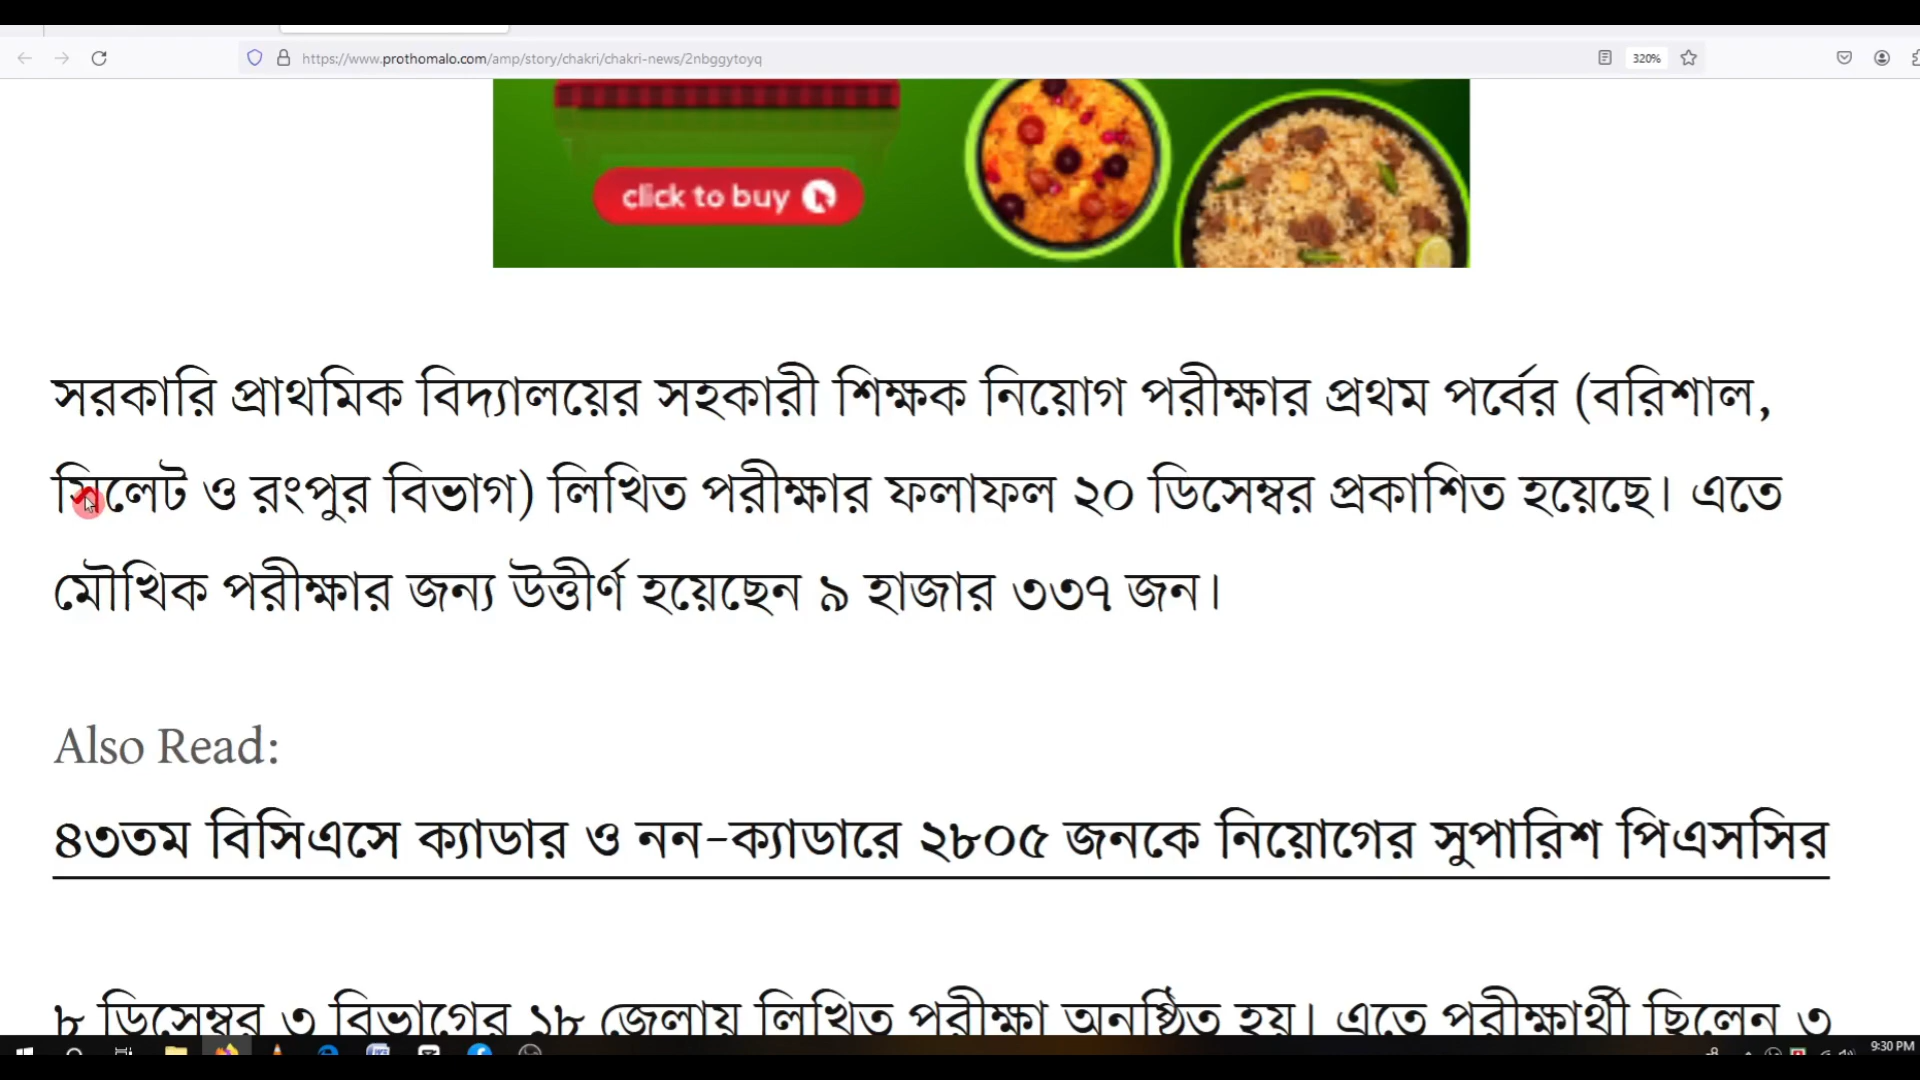 https://www.prothomalo.com/amp/story/chakri/chakri-news/2nbggytoyq
320%
click to buy
সরকারি প্রাথমিক বিদ্যালয়ের সহকারী শিক্ষক নিয়োগ পরীক্ষার প্রথম পর্বের (বরিশাল,
সিলেট ও রংপুর বিভাগ) লিখিত পরীক্ষার ফলাফল ২০ ডিসেম্বর প্রকাশিত হয়েছে। এতে
মৌখিক পরীক্ষার জন্য উত্তীর্ণ হয়েছেন ৯ হাজার ৩৩৭ জন।
Also Read:
৪৩তম বিসিএসে ক্যাডার ও নন-ক্যাডারে ২৮০৫ জনকে নিয়োগের সুপারিশ পিএসসির
৮ ডিসেম্বর ৩ বিভাগের ১৮ জেলায় লিখিত পরীক্ষা অনুষ্ঠিত হয়। এতে পরীক্ষার্থী ছিলেন ৩
9:30 PM